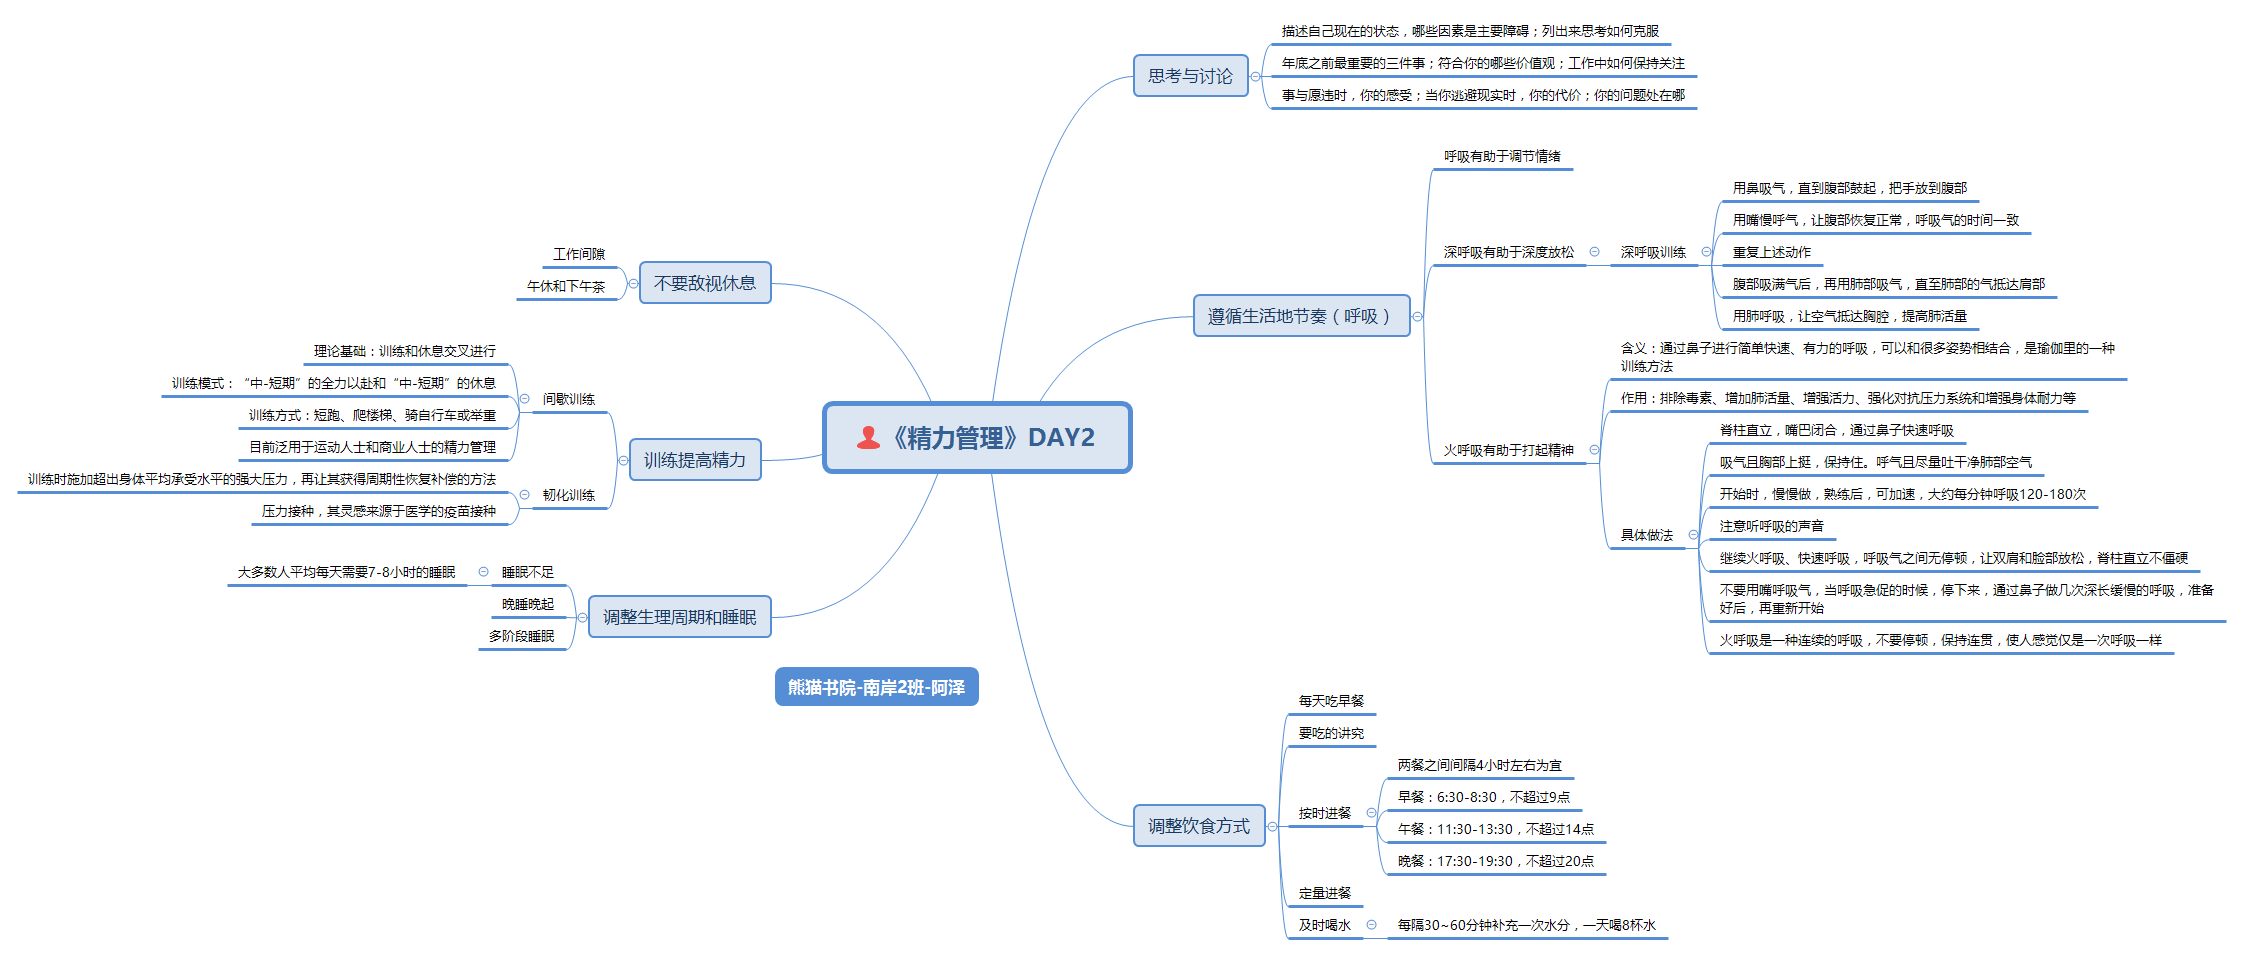 《精力管理》DAY2
思考与讨论
描述自己现在的状态，哪些因素是主要障碍；列出来思考如何克服
年底之前最重要的三件事；符合你的哪些价值观；工作中如何保持关注
事与愿违时，你的感受；当你逃避现实时，你的代价；你的问题处在哪
遵循生活地节奏（呼吸）
呼吸有助于调节情绪
深呼吸有助于深度放松
深呼吸训练
用鼻吸气，直到腹部鼓起，把手放到腹部
用嘴慢呼气，让腹部恢复正常，呼吸气的时间一致
重复上述动作
腹部吸满气后，再用肺部吸气，直至肺部的气抵达肩部
用肺呼吸，让空气抵达胸腔，提高肺活量
火呼吸有助于打起精神
含义：通过鼻子进行简单快速、有力的呼吸，可以和很多姿势相结合，是瑜伽里的一种
训练方法
作用：排除毒素、增加肺活量、增强活力、强化对抗压力系统和增强身体耐力等
具体做法
脊柱直立，嘴巴闭合，通过鼻子快速呼吸
吸气且胸部上挺，保持住。呼气且尽量吐干净肺部空气
开始时，慢慢做，熟练后，可加速，大约每分钟呼吸120-180次
注意听呼吸的声音
继续火呼吸、快速呼吸，呼吸气之间无停顿，让双肩和脸部放松，脊柱直立不僵硬
不要用嘴呼吸气，当呼吸急促的时候，停下来，通过鼻子做几次深长缓慢的呼吸，准备
好后，再重新开始
火呼吸是一种连续的呼吸，不要停顿，保持连贯，使人感觉仅是一次呼吸一样
调整饮食方式
每天吃早餐
要吃的讲究
按时进餐
两餐之间间隔4小时左右为宜
早餐：6:30-8:30，不超过9点
午餐：11:30-13:30，不超过14点
晚餐：17:30-19:30，不超过20点
定量进餐
及时喝水
每隔30~60分钟补充一次水分，一天喝8杯水
不要敌视休息
工作间隙
午休和下午茶
训练提高精力
间歇训练
理论基础：训练和休息交叉进行
训练模式：“中-短期”的全力以赴和“中-短期”的休息
训练方式：短跑、爬楼梯、骑自行车或举重
目前泛用于运动人士和商业人士的精力管理
韧化训练
训练时施加超出身体平均承受水平的强大压力，再让其获得周期性恢复补偿的方法
压力接种，其灵感来源于医学的疫苗接种
调整生理周期和睡眠
睡眠不足
大多数人平均每天需要7-8小时的睡眠
晚睡晚起
多阶段睡眠
熊猫书院-南岸2班-阿泽